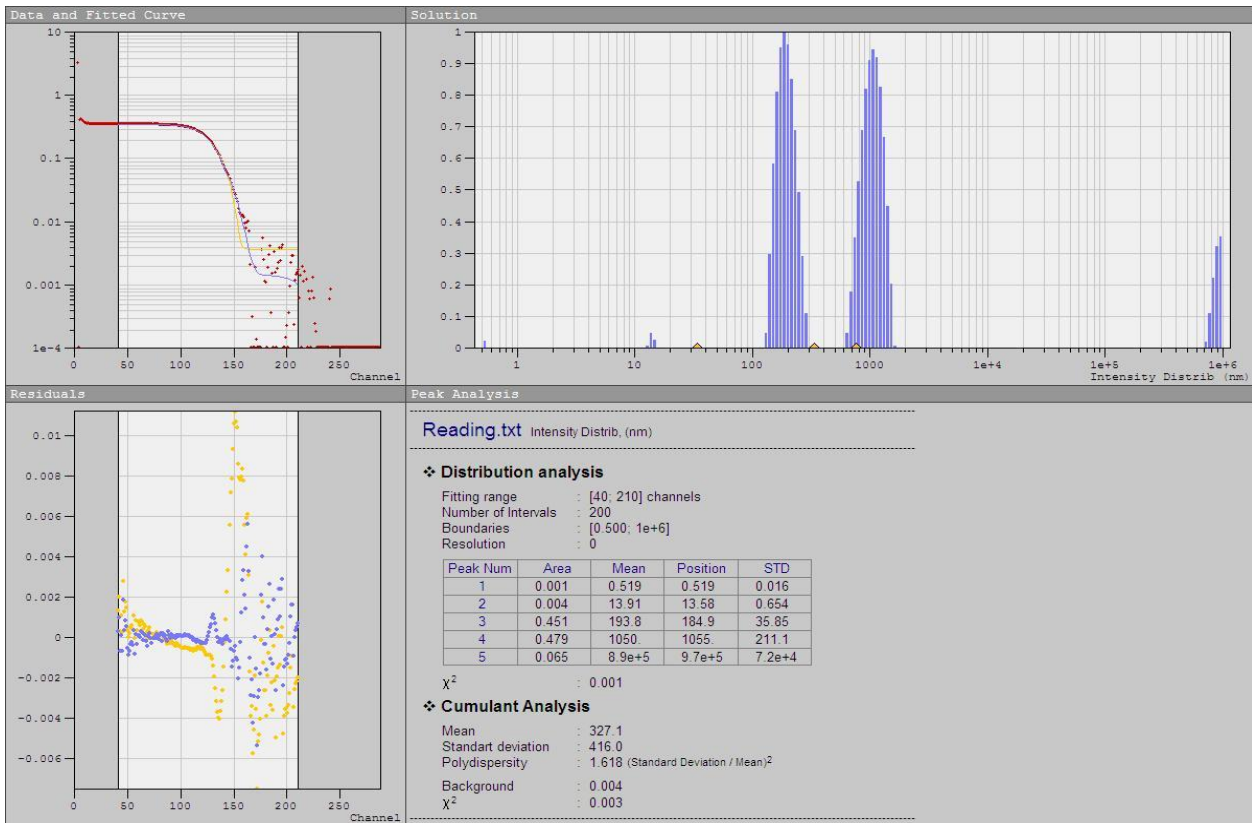 Data and Fitted Curve
10
1
0.1
0.01
0.001
1e-4
0 50 100 150 200 250
Channel
Solution
1
0.9
0.8
0.7
0.6
0.5
0.4
0.3
0.2
0.1
0
1 10 100 1000 1e+4 1e+5 1e+6
Intensity Distrib (nm)
Residuals
0.01
0.008
0.006
0.004
0.002
0
-0.002
-0.004
-0.006
0 50 100 150 200 250
Channel
Peak Analysis
Reading.txt Intensity Distrib, (nm)
❖ Distribution analysis
Fitting range : [40; 210] channels
Number of Intervals : 200
Boundaries : [0.500; 1e+6]
Resolution : 0
Peak Num Area Mean Position STD
1 0.001 0.519 0.519 0.016
2 0.004 13.91 13.58 0.654
3 0.451 193.8 184.9 35.85
4 0.479 1050. 1055. 211.1
5 0.065 8.9e+5 9.7e+5 7.2e+4
χ² : 0.001
❖ Cumulant Analysis
Mean : 327.1
Standart deviation : 416.0
Polydispersity : 1.618 (Standard Deviation / Mean)²
Background : 0.004
χ² : 0.003